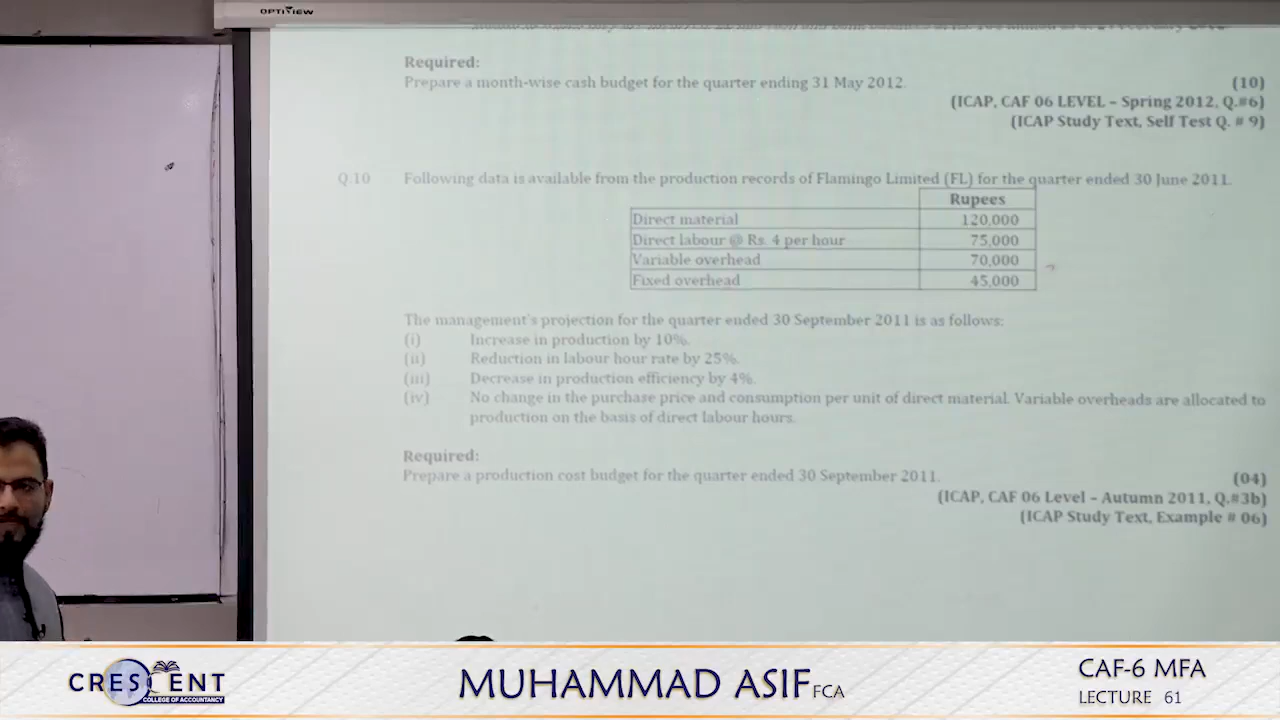 OPTIVIEW
Required:
Prepare a month-wise cash budget for the quarter ending 31 May 2012. (10)
(ICAP, CAF 06 LEVEL – Spring 2012, Q.#6)
(ICAP Study Text, Self Test Q. # 9)
Q.10 Following data is available from the production records of Flamingo Limited (FL) for the quarter ended 30 June 2011.
Rupees
Direct material 120,000
Direct labour @ Rs. 4 per hour 75,000
Variable overhead 70,000
Fixed overhead 45,000
The management's projection for the quarter ended 30 September 2011 is as follows:
(i) Increase in production by 10%.
(ii) Reduction in labour hour rate by 25%.
(iii) Decrease in production efficiency by 4%.
(iv) No change in the purchase price and consumption per unit of direct material. Variable overheads are allocated to
production on the basis of direct labour hours.
Required:
Prepare a production cost budget for the quarter ended 30 September 2011. (04)
(ICAP, CAF 06 Level – Autumn 2011, Q.#3b)
(ICAP Study Text, Example # 06)
CRESCENT
COLLEGE OF ACCOUNTANCY
MUHAMMAD ASIF FCA
CAF-6 MFA
LECTURE 61